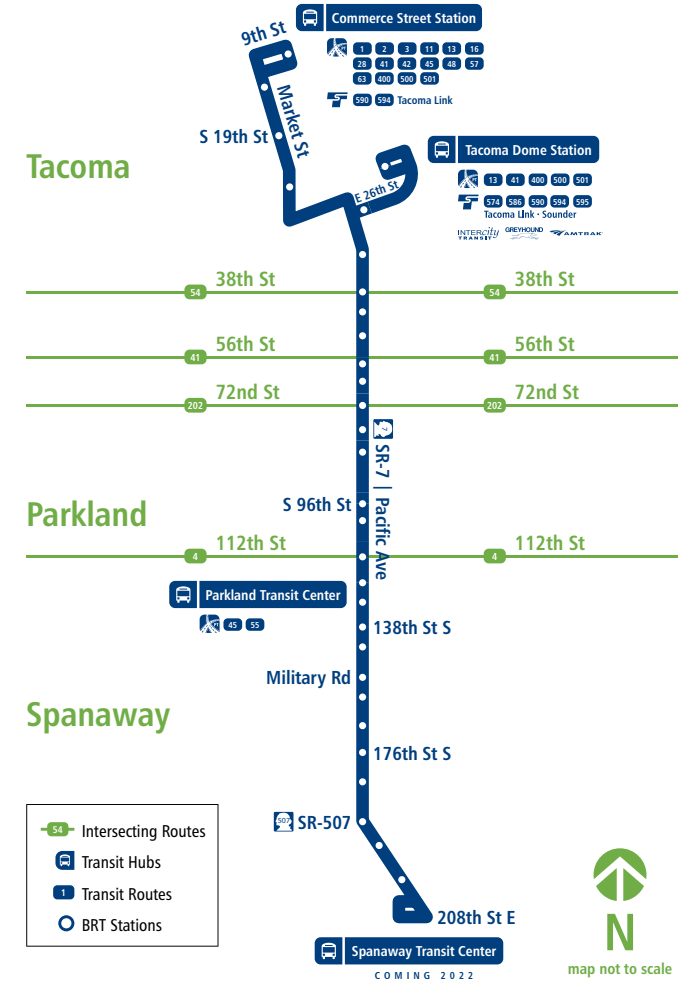 9th St
Commerce Street Station
1 2 3 11 13 16
28 41 42 45 48 57
63 400 500 501
590 594 Tacoma Link
Market St
S 19th St
Tacoma
Tacoma Dome Station
13 41 400 500 501
574 586 590 594 595
Tacoma Link · Sounder
INTERCity TRANSIT GREYHOUND AMTRAK
E 26th St
38th St 38th St
54 54
56th St 56th St
41 41
72nd St 72nd St
202 202
7
SR-7 | Pacific Ave
S 96th St
Parkland
112th St 112th St
4 4
Parkland Transit Center
45 55
138th St S
Military Rd
Spanaway
176th St S
507 SR-507
54 Intersecting Routes
Transit Hubs
1 Transit Routes
BRT Stations
208th St E
Spanaway Transit Center
COMING 2022
N
map not to scale